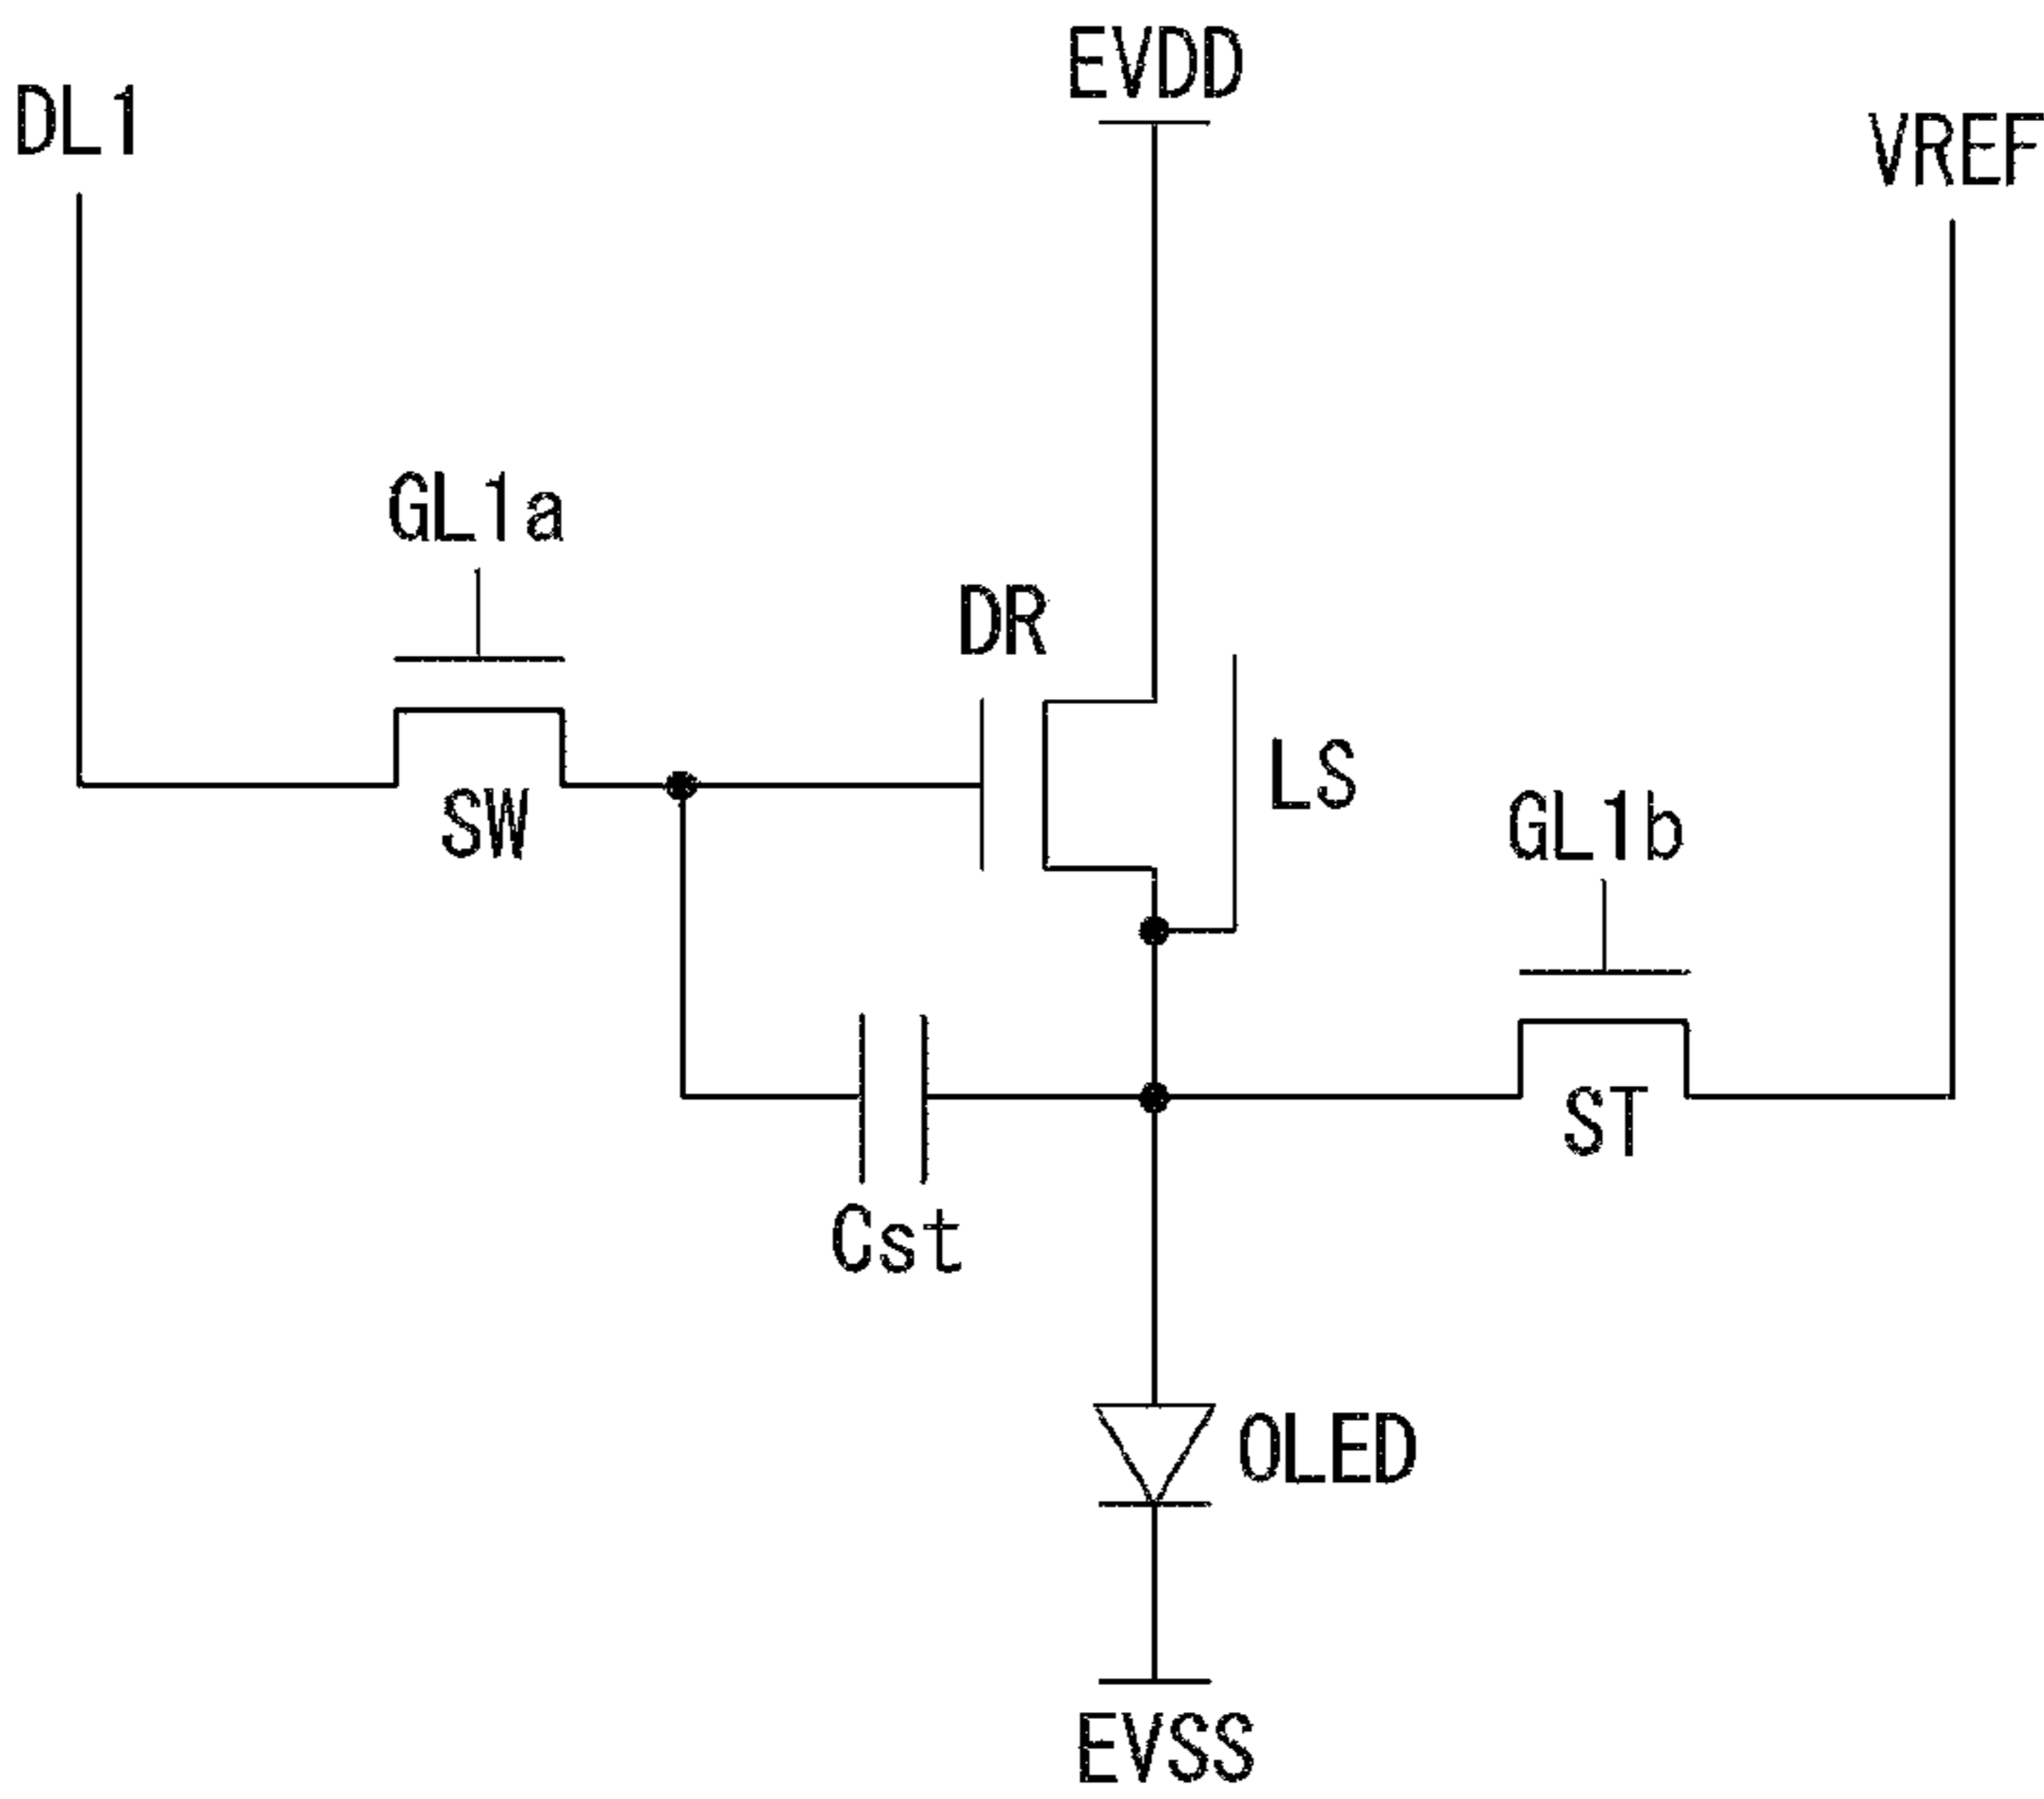 EVDD
DL1
VREF
GL1a
DR
LS
SW
GL1b
ST
Cst
OLED
EVSS